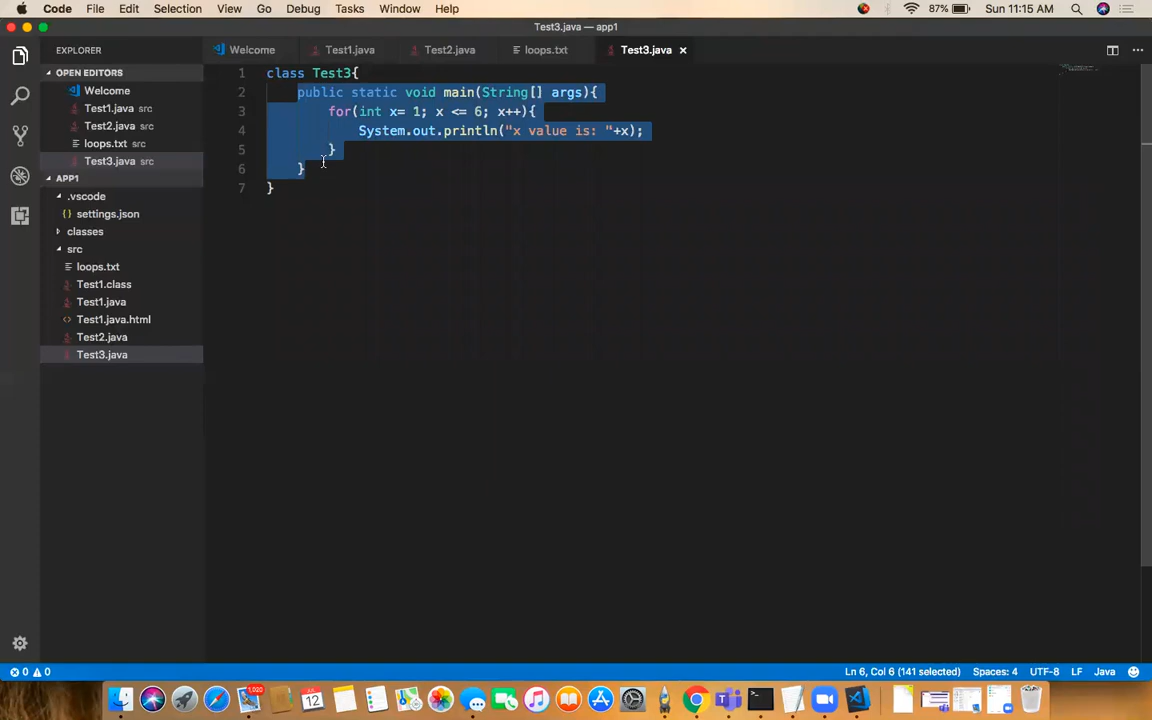 Code File Edit Selection View Go Debug Tasks Window Help 87% Sun 11:15 AM
Test3.java — app1
EXPLORER Welcome Test1.java Test2.java loops.txt Test3.java
OPEN EDITORS
Welcome
Test1.java src
Test2.java src
loops.txt src
Test3.java src
APP1
.vscode
{} settings.json
classes
src
loops.txt
Test1.class
Test1.java
<> Test1.java.html
Test2.java
Test3.java
1 class Test3{
2 public static void main(String[] args){
3 for(int x= 1; x <= 6; x++){
4 System.out.println("x value is: "+x);
5 }
6 }
7 }
0 0 Ln 6, Col 6 (141 selected) Spaces: 4 UTF-8 LF Java
1,020
12